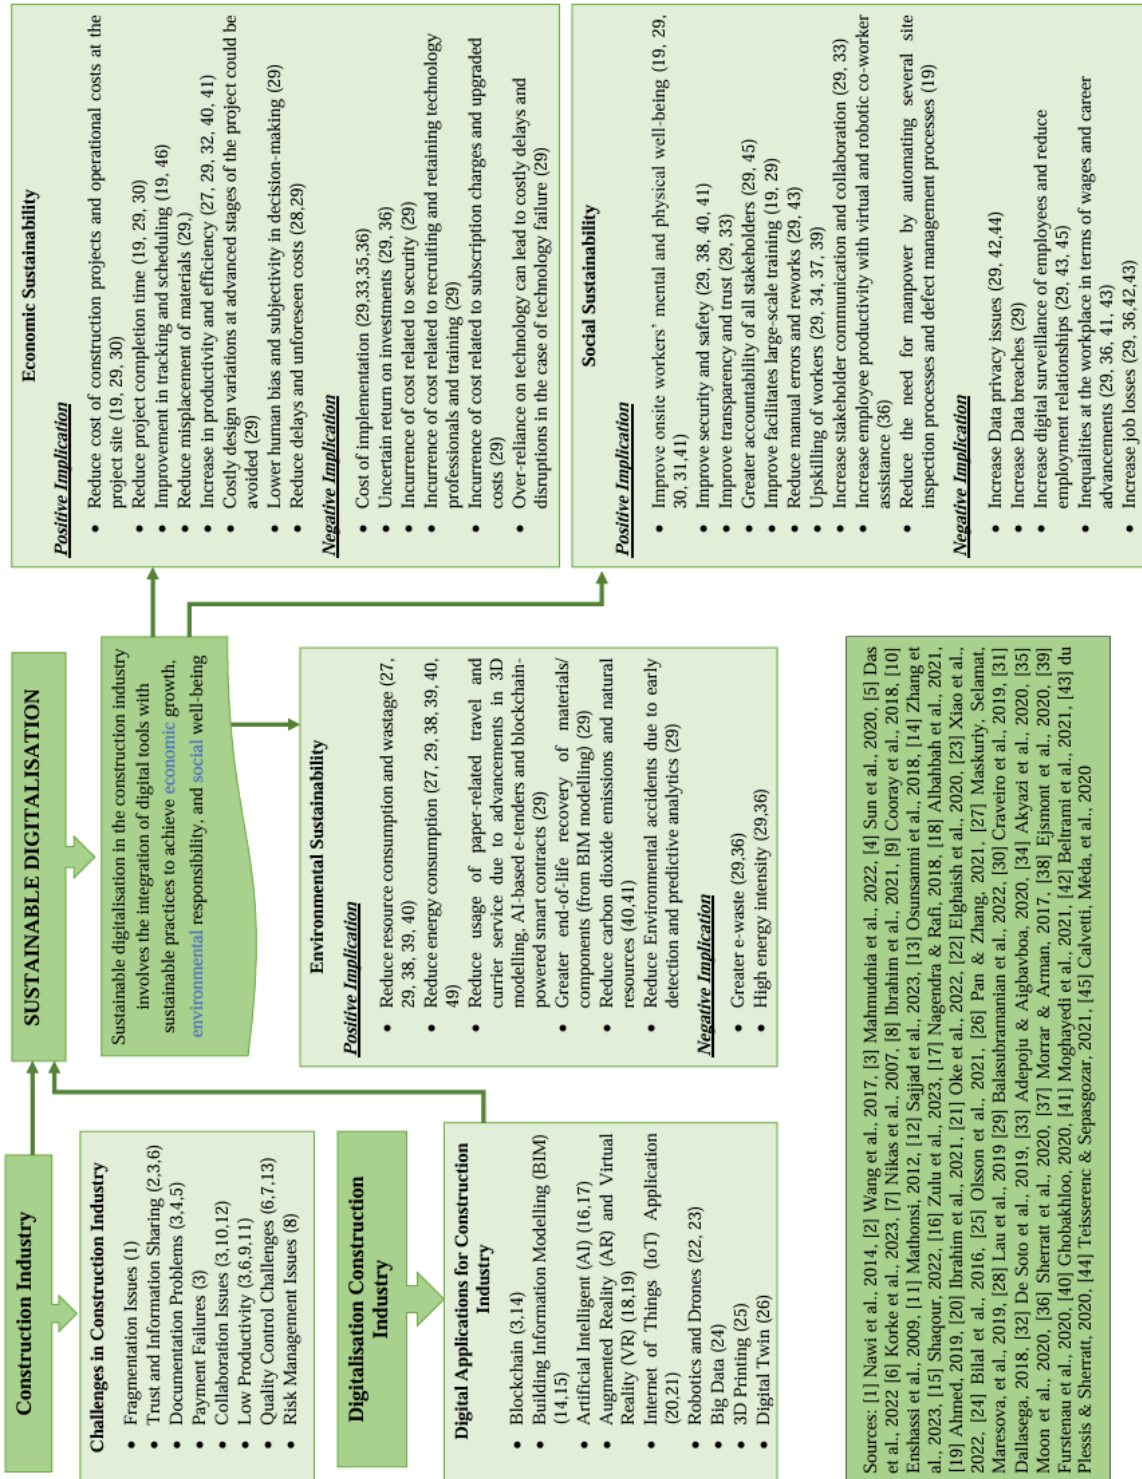 Construction Industry
Challenges in Construction Industry
• Fragmentation Issues (1)
• Trust and Information Sharing (2,3,6)
• Documentation Problems (3,4,5)
• Payment Failures (3)
• Collaboration Issues (3,10,12)
• Low Productivity (3,6,9,11)
• Quality Control Challenges (6,7,13)
• Risk Management Issues (8)
Digitalisation Construction
Industry
Digital Applications for Construction
Industry
• Blockchain (3,14)
• Building Information Modelling (BIM)
(14,15)
• Artificial Intelligent (AI) (16,17)
• Augmented Reality (AR) and Virtual
Reality (VR) (18,19)
• Internet of Things (IoT) Application
(20,21)
• Robotics and Drones (22, 23)
• Big Data (24)
• 3D Printing (25)
• Digital Twin (26)
SUSTAINABLE DIGITALISATION
Sustainable digitalisation in the construction industry
involves the integration of digital tools with
sustainable practices to achieve economic growth,
environmental responsibility, and social well-being
Environmental Sustainability
Positive Implication
• Reduce resource consumption and wastage (27,
29, 38, 39, 40)
• Reduce energy consumption (27, 29, 38, 39, 40,
49)
• Reduce usage of paper-related travel and
currier service due to advancements in 3D
modelling, AI-based e-tenders and blockchain-
powered smart contracts (29)
• Greater end-of-life recovery of materials/
components (from BIM modelling) (29)
• Reduce carbon dioxide emissions and natural
resources (40,41)
• Reduce Environmental accidents due to early
detection and predictive analytics (29)
Negative Implication
• Greater e-waste (29,36)
• High energy intensity (29,36)
Economic Sustainability
Positive Implication
• Reduce cost of construction projects and operational costs at the
project site (19, 29, 30)
• Reduce project completion time (19, 29, 30)
• Improvement in tracking and scheduling (19, 46)
• Reduce misplacement of materials (29,)
• Increase in productivity and efficiency (27, 29, 32, 40, 41)
• Costly design variations at advanced stages of the project could be
avoided (29)
• Lower human bias and subjectivity in decision-making (29)
• Reduce delays and unforeseen costs (28,29)
Negative Implication
• Cost of implementation (29,33,35,36)
• Uncertain return on investments (29, 36)
• Incurrence of cost related to security (29)
• Incurrence of cost related to recruiting and retaining technology
professionals and training (29)
• Incurrence of cost related to subscription charges and upgraded
costs (29)
• Over-reliance on technology can lead to costly delays and
disruptions in the case of technology failure (29)
Social Sustainability
Positive Implication
• Improve onsite workers' mental and physical well-being (19, 29,
30, 31,41)
• Improve security and safety (29, 38, 40, 41)
• Improve transparency and trust (29, 33)
• Greater accountability of all stakeholders (29, 45)
• Improve facilitates large-scale training (19, 29)
• Reduce manual errors and reworks (29, 43)
• Upskilling of workers (29, 34, 37, 39)
• Increase stakeholder communication and collaboration (29, 33)
• Increase employee productivity with virtual and robotic co-worker
assistance (36)
• Reduce the need for manpower by automating several site
inspection processes and defect management processes (19)
Negative Implication
• Increase Data privacy issues (29, 42,44)
• Increase Data breaches (29)
• Increase digital surveillance of employees and reduce
employment relationships (29, 43, 45)
• Inequalities at the workplace in terms of wages and career
advancements (29, 36, 41, 43)
• Increase job losses (29, 36,42,43)
Sources: [1] Nawi et al., 2014, [2] Wang et al., 2017, [3] Mahmudnia et al., 2022, [4] Sun et al., 2020, [5] Das
et al., 2022 [6] Korke et al., 2023, [7] Nikas et al., 2007, [8] Ibrahim et al., 2021, [9] Cooray et al., 2018, [10]
Enshassi et al., 2009, [11] Mathonsi, 2012, [12] Sajjad et al., 2023, [13] Osunsanmi et al., 2018, [14] Zhang et
al., 2023, [15] Shaqour, 2022, [16] Zulu et al., 2023, [17] Nagendra & Rafi, 2018, [18] Albahbah et al., 2021,
[19] Ahmed, 2019, [20] Ibrahim et al., 2021, [21] Oke et al., 2022, [22] Elghaish et al., 2020, [23] Xiao et al.,
2022, [24] Bilal et al., 2016, [25] Olsson et al., 2021, [26] Pan & Zhang, 2021, [27] Maskuriy, Selamat,
Maresova, et al., 2019, [28] Lau et al., 2019 [29] Balasubramanian et al., 2022, [30] Craveiro et al., 2019, [31]
Dallasega, 2018, [32] De Soto et al., 2019, [33] Adepoju & Aigbavboa, 2020, [34] Akyazi et al., 2020, [35]
Moon et al., 2020, [36] Sherratt et al., 2020, [37] Morrar & Arman, 2017, [38] Ejsmont et al., 2020, [39]
Furstenau et al., 2020, [40] Ghobakhloo, 2020, [41] Moghayedi et al., 2021, [42] Beltrami et al., 2021, [43] du
Plessis & Sherratt, 2020, [44] Teisserenc & Sepasgozar, 2021, [45] Calvetti, Mêda, et al., 2020